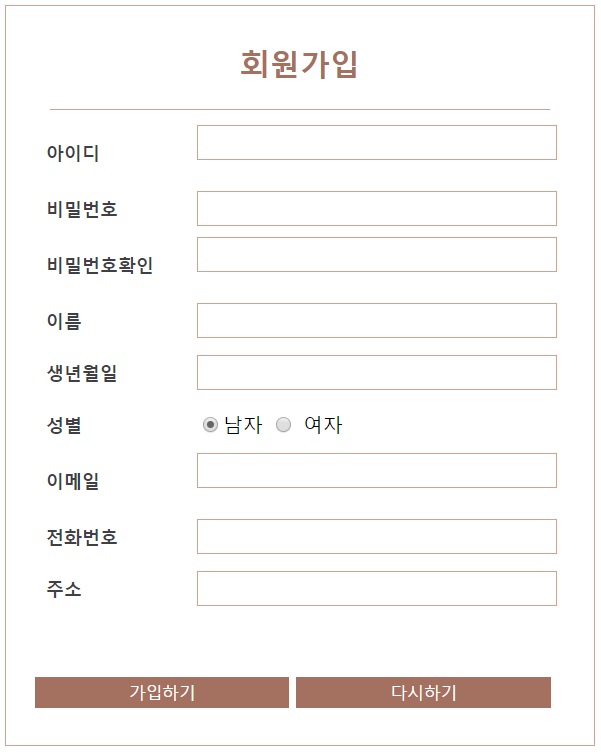 회원가입
아이디
비밀번호
비밀번호확인
이름
생년월일
성별 남자 여자
이메일
전화번호
주소
가입하기 다시하기